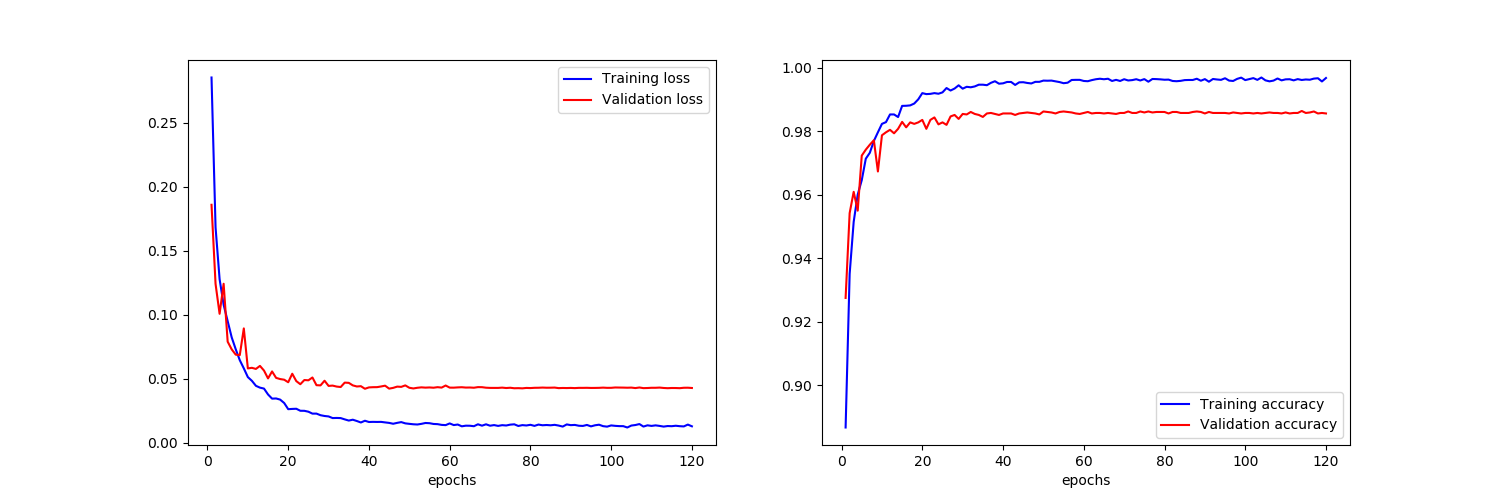 Training loss
Validation loss
0.25
0.20
0.15
0.10
0.05
0.00
0 20 40 60 80 100 120
epochs
1.00
0.98
0.96
0.94
0.92
0.90
Training accuracy
Validation accuracy
0 20 40 60 80 100 120
epochs